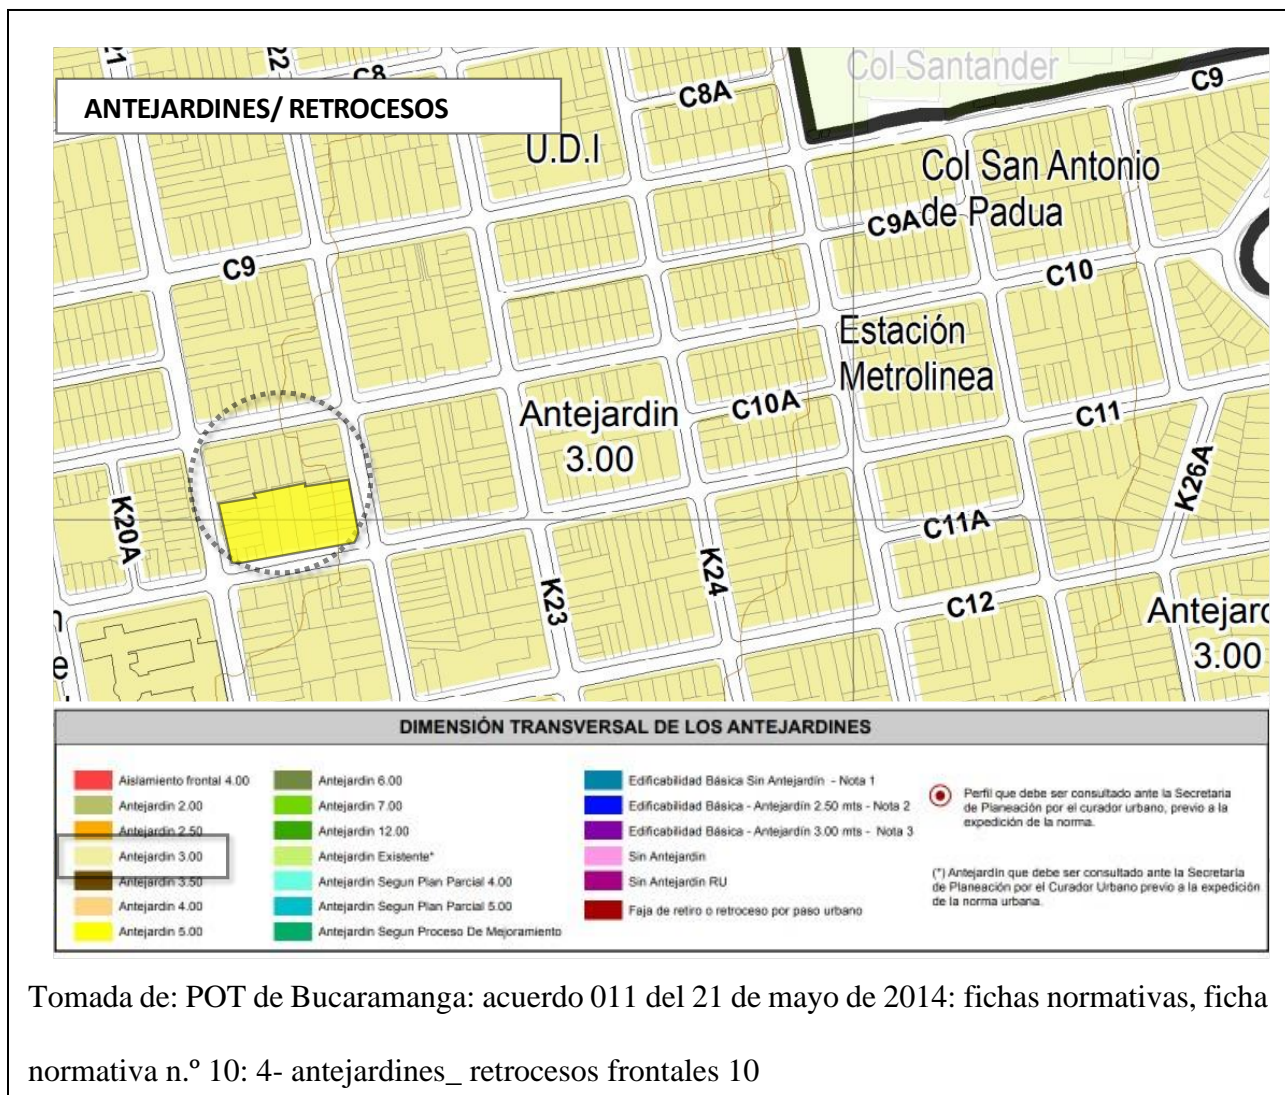 21
22
C8
ANTEJARDINES/ RETROCESOS
C8A
Col Santander
C9
U.D.I
Col San Antonio
de Padua
C9A
C9
C10
Estación
Metrolinea
Antejardin
3.00
C10A
C11
K20A
K26A
C11A
K23
K24
C12
Antejard
3.00
DIMENSIÓN TRANSVERSAL DE LOS ANTEJARDINES
Aislamiento frontal 4.00
Antejardin 2.00
Antejardin 2.50
Antejardin 3.00
Antejardin 3.50
Antejardin 4.00
Antejardin 5.00
Antejardin 6.00
Antejardin 7.00
Antejardin 12.00
Antejardin Existente*
Antejardin Segun Plan Parcial 4.00
Antejardin Segun Plan Parcial 5.00
Antejardin Segun Proceso De Mejoramiento
Edificabilidad Básica Sin Antejardín - Nota 1
Edificabilidad Básica - Antejardín 2.50 mts - Nota 2
Edificabilidad Básica - Antejardín 3.00 mts - Nota 3
Sin Antejardin
Sin Antejardin RU
Faja de retiro o retroceso por paso urbano
Perfil que debe ser consultado ante la Secretaria
de Planeación por el curador urbano, previo a la
expedición de la norma.
(*) Antejardin que debe ser consultado ante la Secretaría
de Planeación por el Curador Urbano previo a la expedición
de la norma urbana.
Tomada de: POT de Bucaramanga: acuerdo 011 del 21 de mayo de 2014: fichas normativas, ficha
normativa n.º 10: 4- antejardines_ retrocesos frontales 10